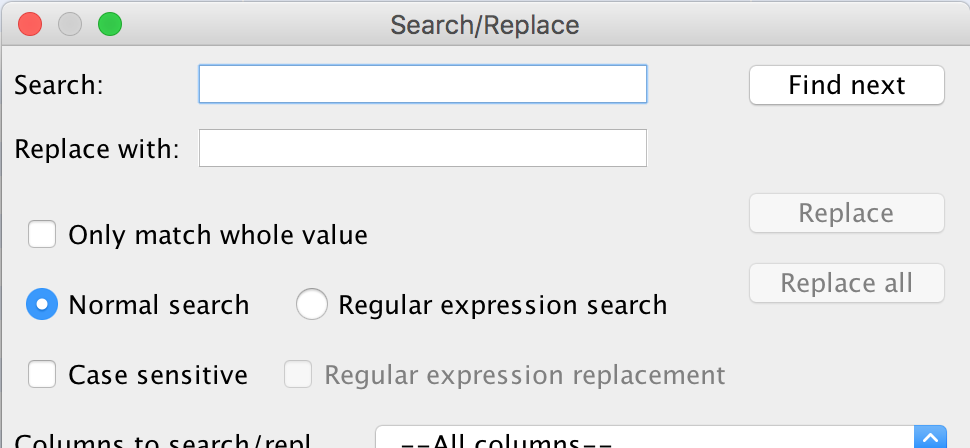 Search/Replace
Search:
Find next
Replace with:
Replace
Only match whole value
Replace all
Normal search
Regular expression search
Case sensitive
Regular expression replacement
Columns to search/repl
--All columns--